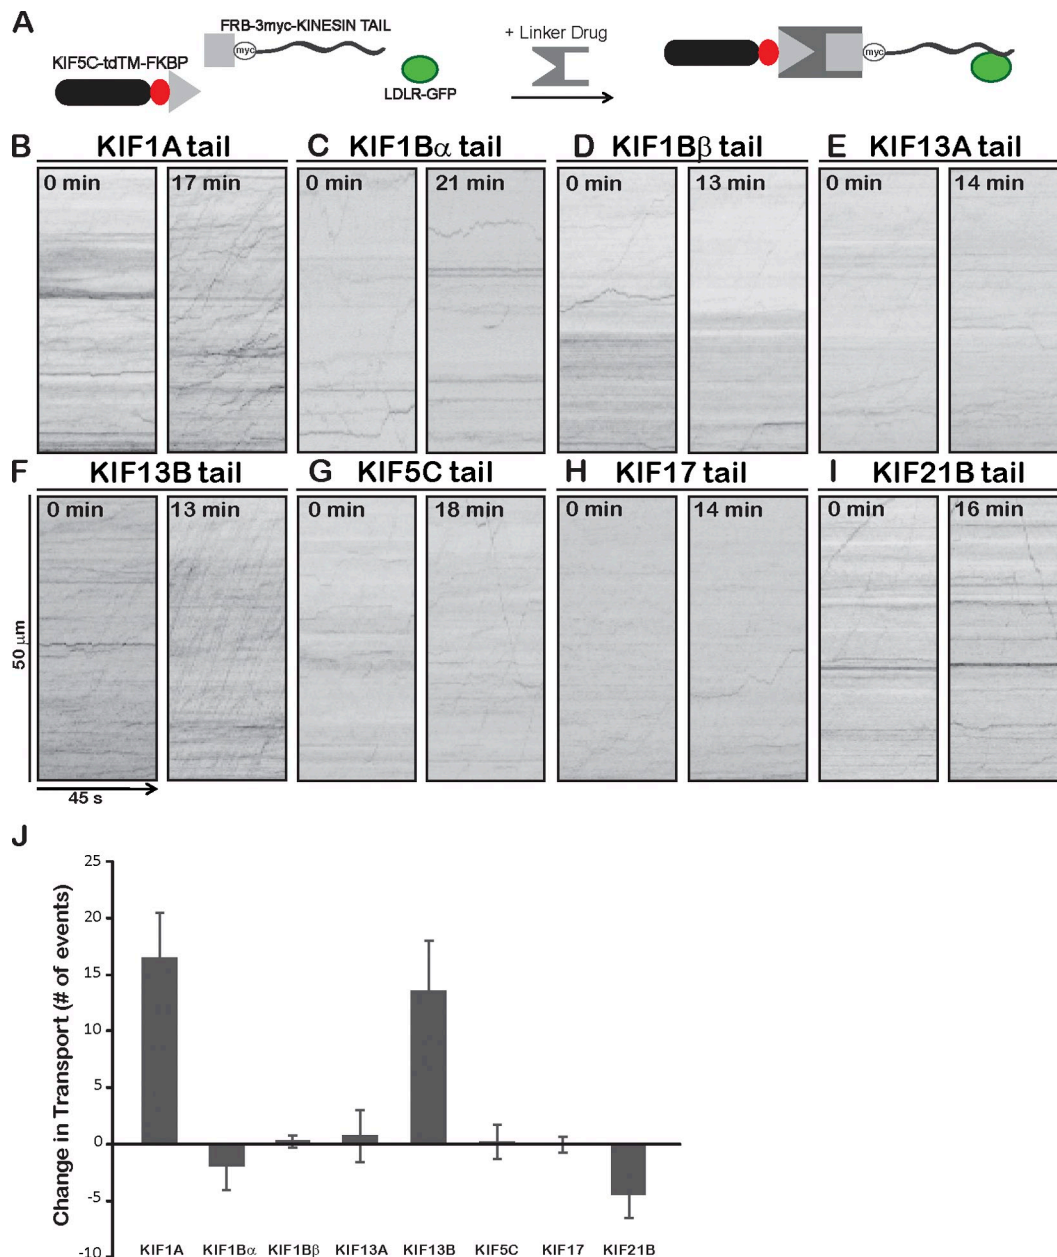 A
FRB-3myc-KINESIN TAIL
KIF5C-tdTM-FKBP
myc
LDLR-GFP
+ Linker Drug
myc
B KIF1A tail C KIF1Bα tail D KIF1Bβ tail E KIF13A tail
0 min 17 min 0 min 21 min 0 min 13 min 0 min 14 min
F KIF13B tail G KIF5C tail H KIF17 tail I KIF21B tail
0 min 13 min 0 min 18 min 0 min 14 min 0 min 16 min
50 µm
45 s
J
Change in Transport (# of events)
25
20
15
10
5
0
-5
-10
KIF1A KIF1Bα KIF1Bβ KIF13A KIF13B KIF5C KIF17 KIF21B